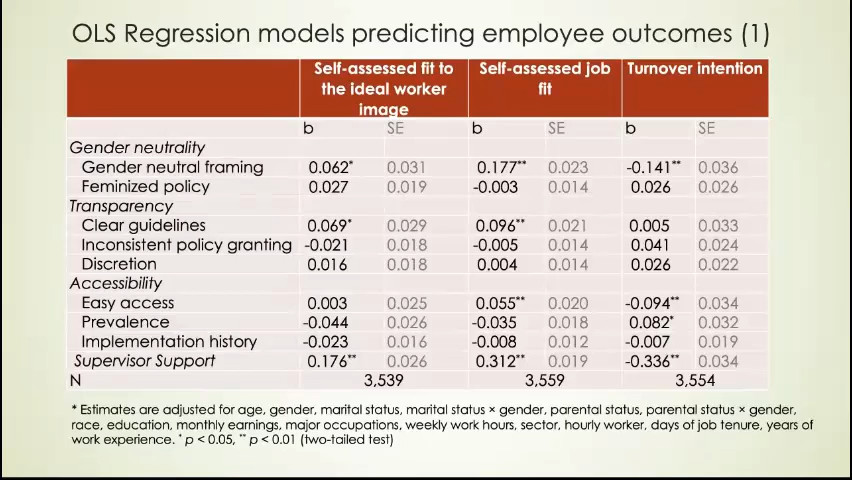 OLS Regression models predicting employee outcomes (1)
Self-assessed fit to the ideal worker image Self-assessed job fit Turnover intention
b SE b SE b SE
Gender neutrality
Gender neutral framing 0.062* 0.031 0.177** 0.023 -0.141** 0.036
Feminized policy 0.027 0.019 -0.003 0.014 0.026 0.026
Transparency
Clear guidelines 0.069* 0.029 0.096** 0.021 0.005 0.033
Inconsistent policy granting -0.021 0.018 -0.005 0.014 0.041 0.024
Discretion 0.016 0.018 0.004 0.014 0.026 0.022
Accessibility
Easy access 0.003 0.025 0.055** 0.020 -0.094** 0.034
Prevalence -0.044 0.026 -0.035 0.018 0.082* 0.032
Implementation history -0.023 0.016 -0.008 0.012 -0.007 0.019
Supervisor Support 0.176** 0.026 0.312** 0.019 -0.336** 0.034
N 3,539 3,559 3,554
* Estimates are adjusted for age, gender, marital status, marital status × gender, parental status, parental status × gender,
race, education, monthly earnings, major occupations, weekly work hours, sector, hourly worker, days of job tenure, years of
work experience. * p < 0.05, ** p < 0.01 (two-tailed test)